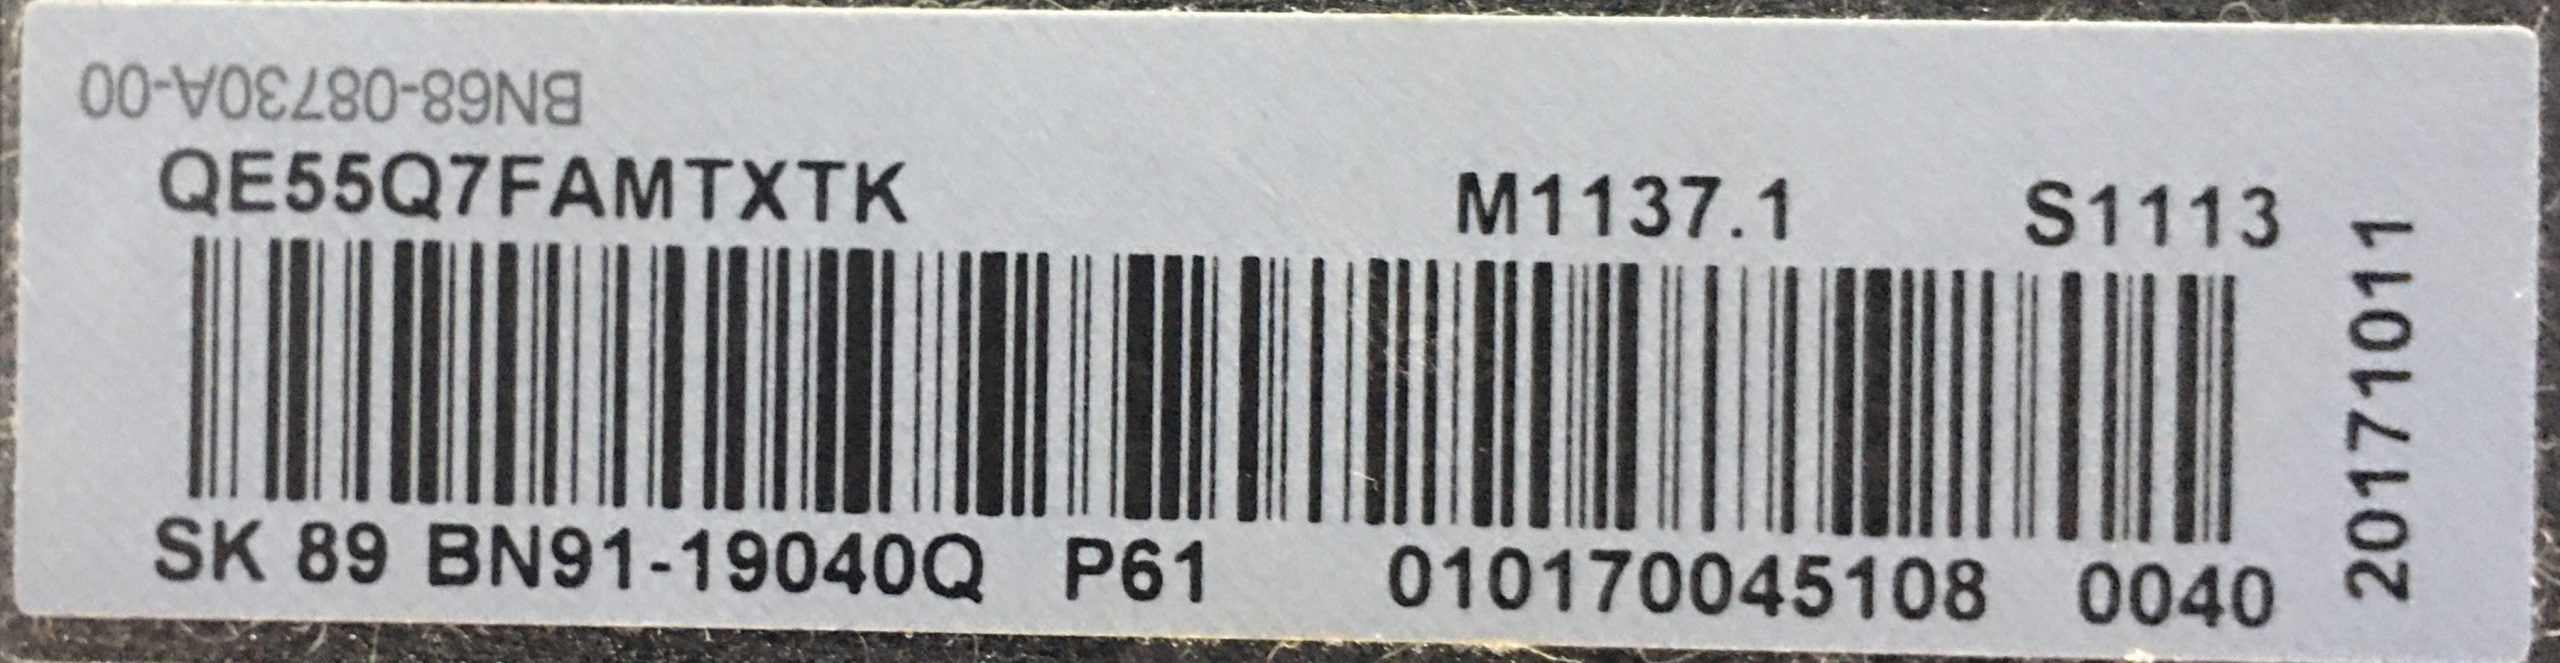 BN68-08730A-00
QE55Q7FAMTXTK M1137.1 S1113
SK 89 BN91-19040Q P61 010170045108 0040
20171011